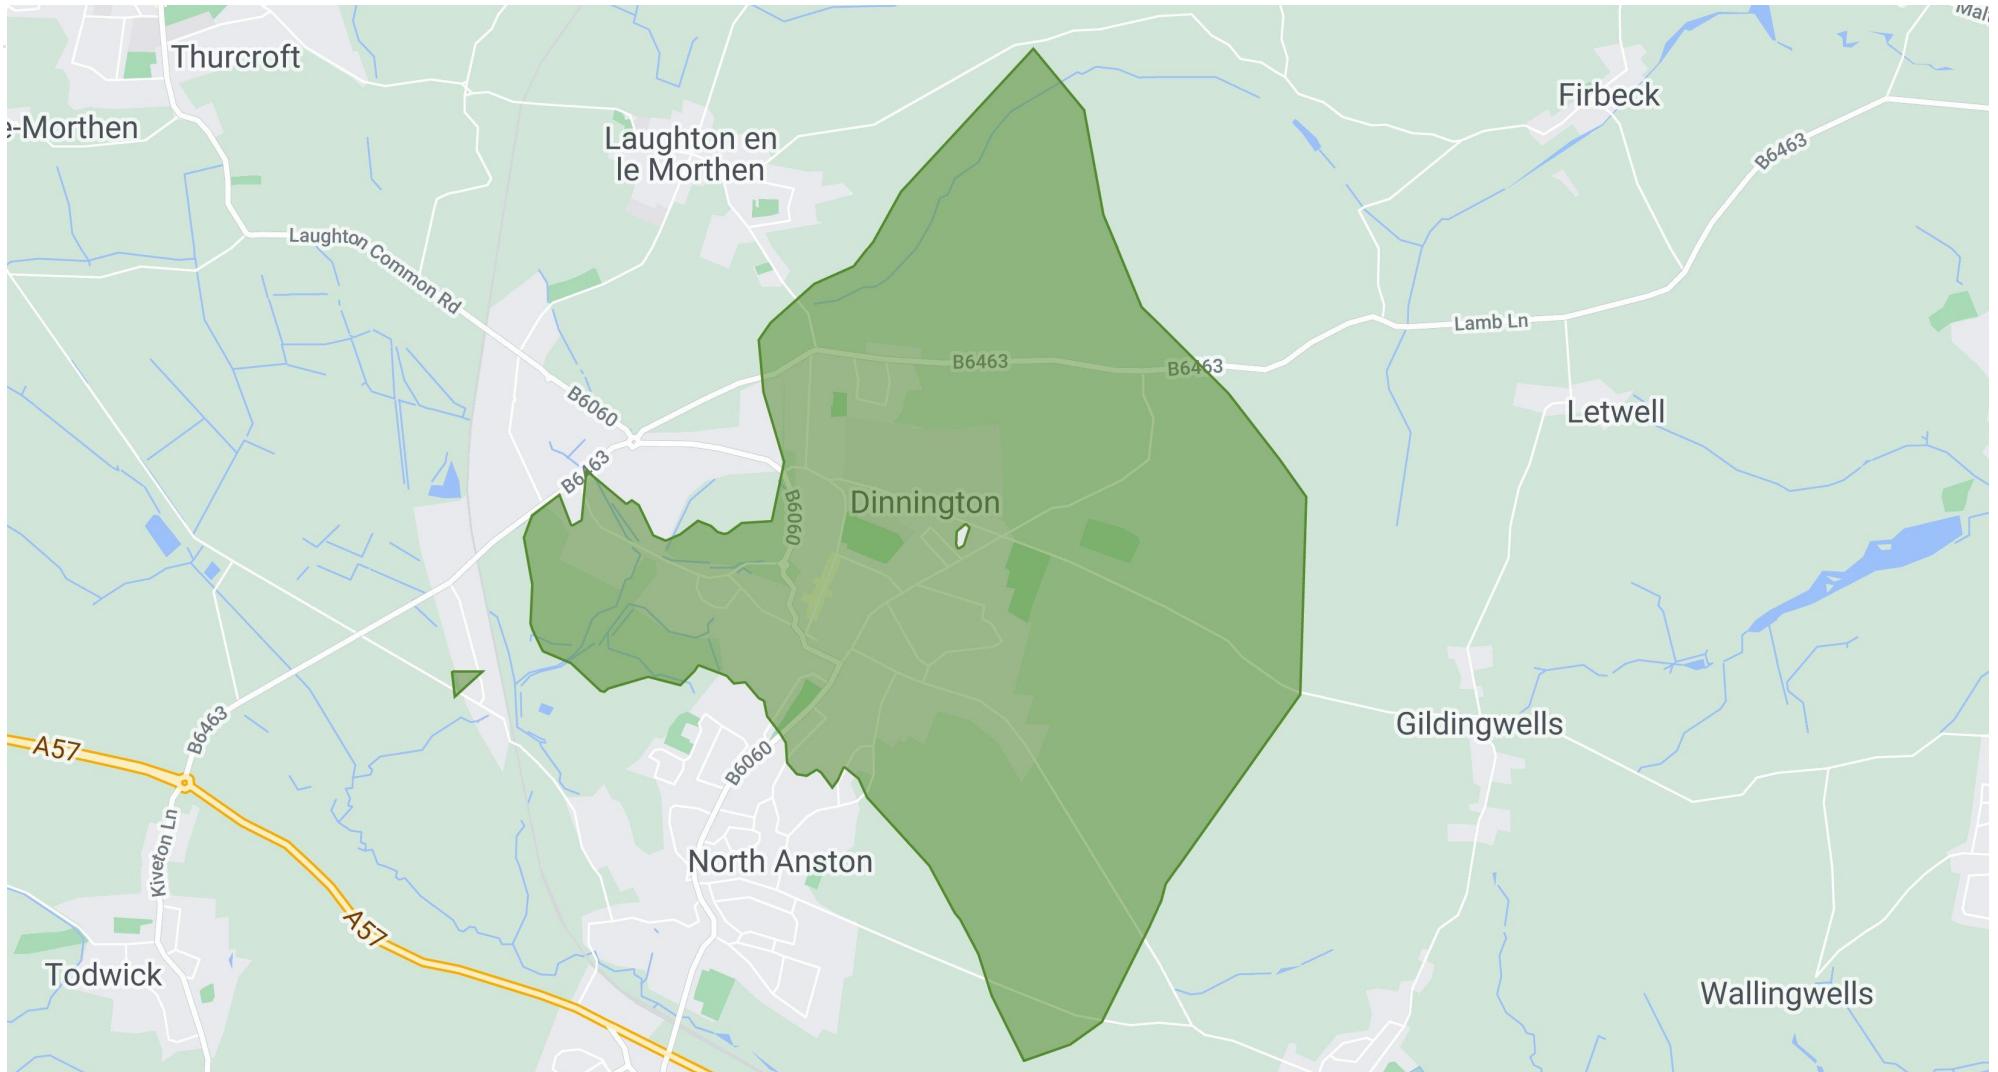 Thurcroft
Malt
Firbeck
e-Morthen
Laughton en
le Morthen
B6463
Laughton Common Rd
Lamb Ln
B6463
B6463
B6060
Letwell
B6463
Dinnington
B6060
B6463
Gildingwells
A57
B6060
Kiveton Ln
North Anston
A57
Todwick
Wallingwells